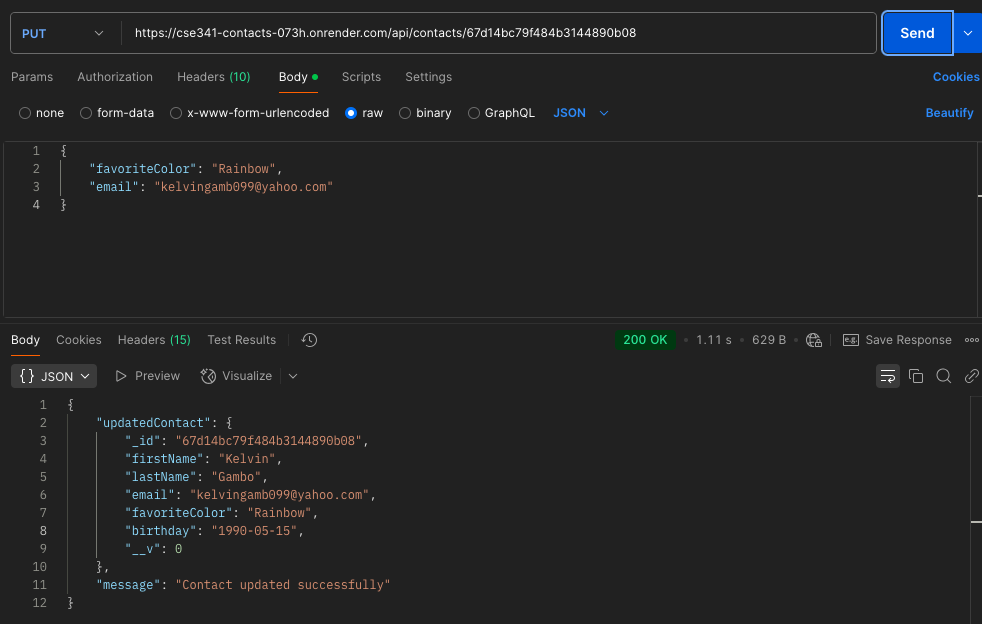 PUT https://cse341-contacts-073h.onrender.com/api/contacts/67d14bc79f484b3144890b08 Send
Params Authorization Headers (10) Body Scripts Settings Cookies
none form-data x-www-form-urlencoded raw binary GraphQL JSON Beautify
1 {
2 "favoriteColor": "Rainbow",
3 "email": "kelvingamb099@yahoo.com"
4 }
Body Cookies Headers (15) Test Results 200 OK • 1.11 s • 629 B • e.g. Save Response
{} JSON Preview Visualize
1 {
2 "updatedContact": {
3 "_id": "67d14bc79f484b3144890b08",
4 "firstName": "Kelvin",
5 "lastName": "Gambo",
6 "email": "kelvingamb099@yahoo.com",
7 "favoriteColor": "Rainbow",
8 "birthday": "1990-05-15",
9 "__v": 0
10 },
11 "message": "Contact updated successfully"
12 }